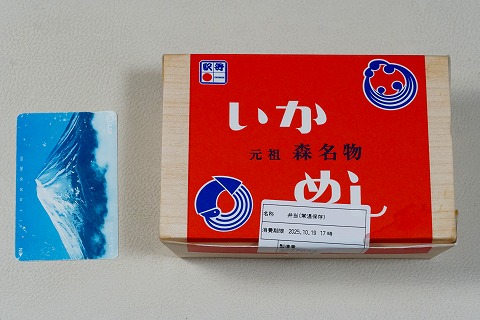 駅弁
いか
元祖 森名物
めし
名称 弁当(常温保存)
消費期限 2025.10.19 17時
製造者